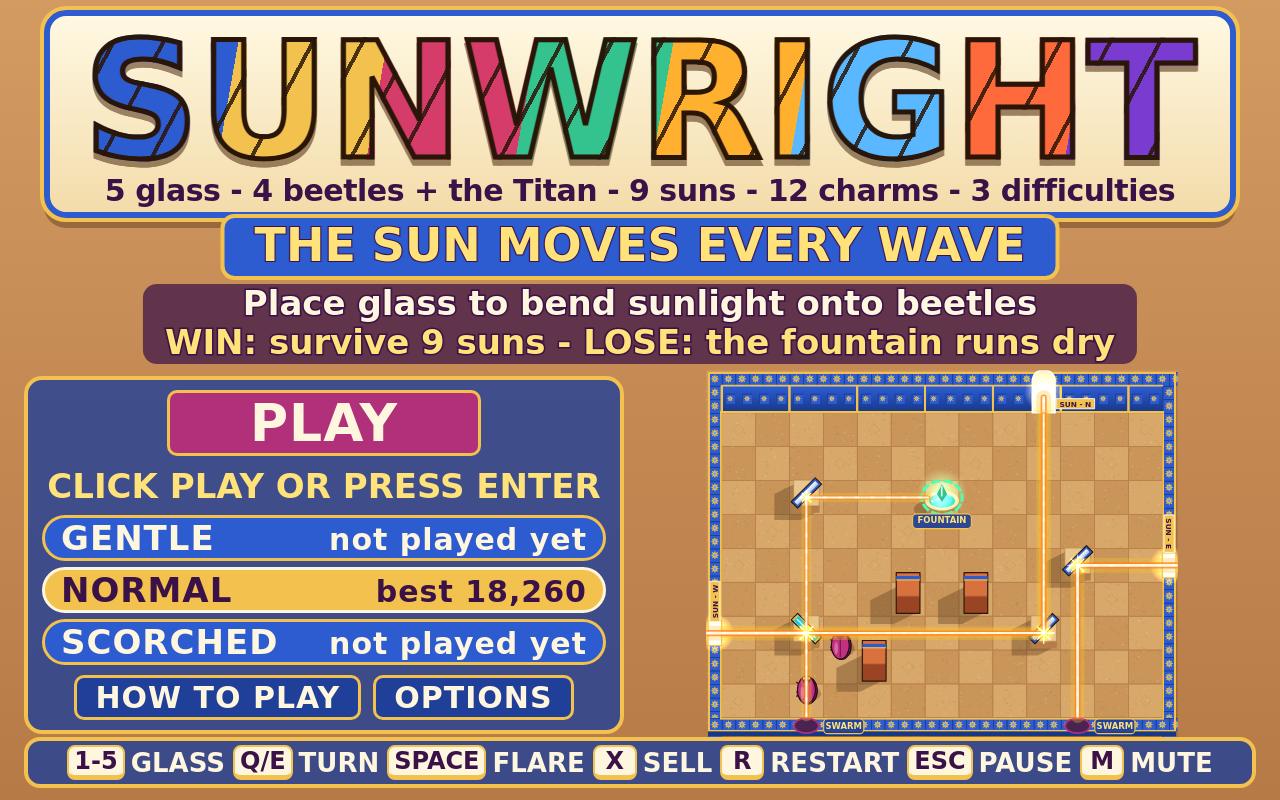 SUNWRIGHT
5 glass - 4 beetles + the Titan - 9 suns - 12 charms - 3 difficulties
THE SUN MOVES EVERY WAVE
Place glass to bend sunlight onto beetles
WIN: survive 9 suns - LOSE: the fountain runs dry
PLAY
CLICK PLAY OR PRESS ENTER
GENTLE not played yet
NORMAL best 18,260
SCORCHED not played yet
HOW TO PLAY OPTIONS
SUN - N
FOUNTAIN
SUN - E
SUN - W
SWARM SWARM
1-5 GLASS Q/E TURN SPACE FLARE X SELL R RESTART ESC PAUSE M MUTE